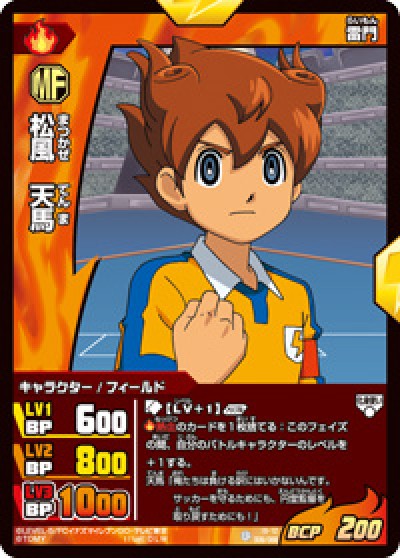 らいもん
雷門
MF
まつかぜ
松風
てんま
天馬
キャラクター / フィールド
LV1
BP 600
LV2
BP 800
LV3
BP 1000
【LV+1】
のカードを1枚捨てる:このフェイズ
の間、自分のバトルキャラクターのレベルを
+1する。
天馬「俺たちは負ける訳にはいかないんです。
サッカーを守るためにも、円堂監督を
取り戻すためにも!」
©TOMY
BCP 200